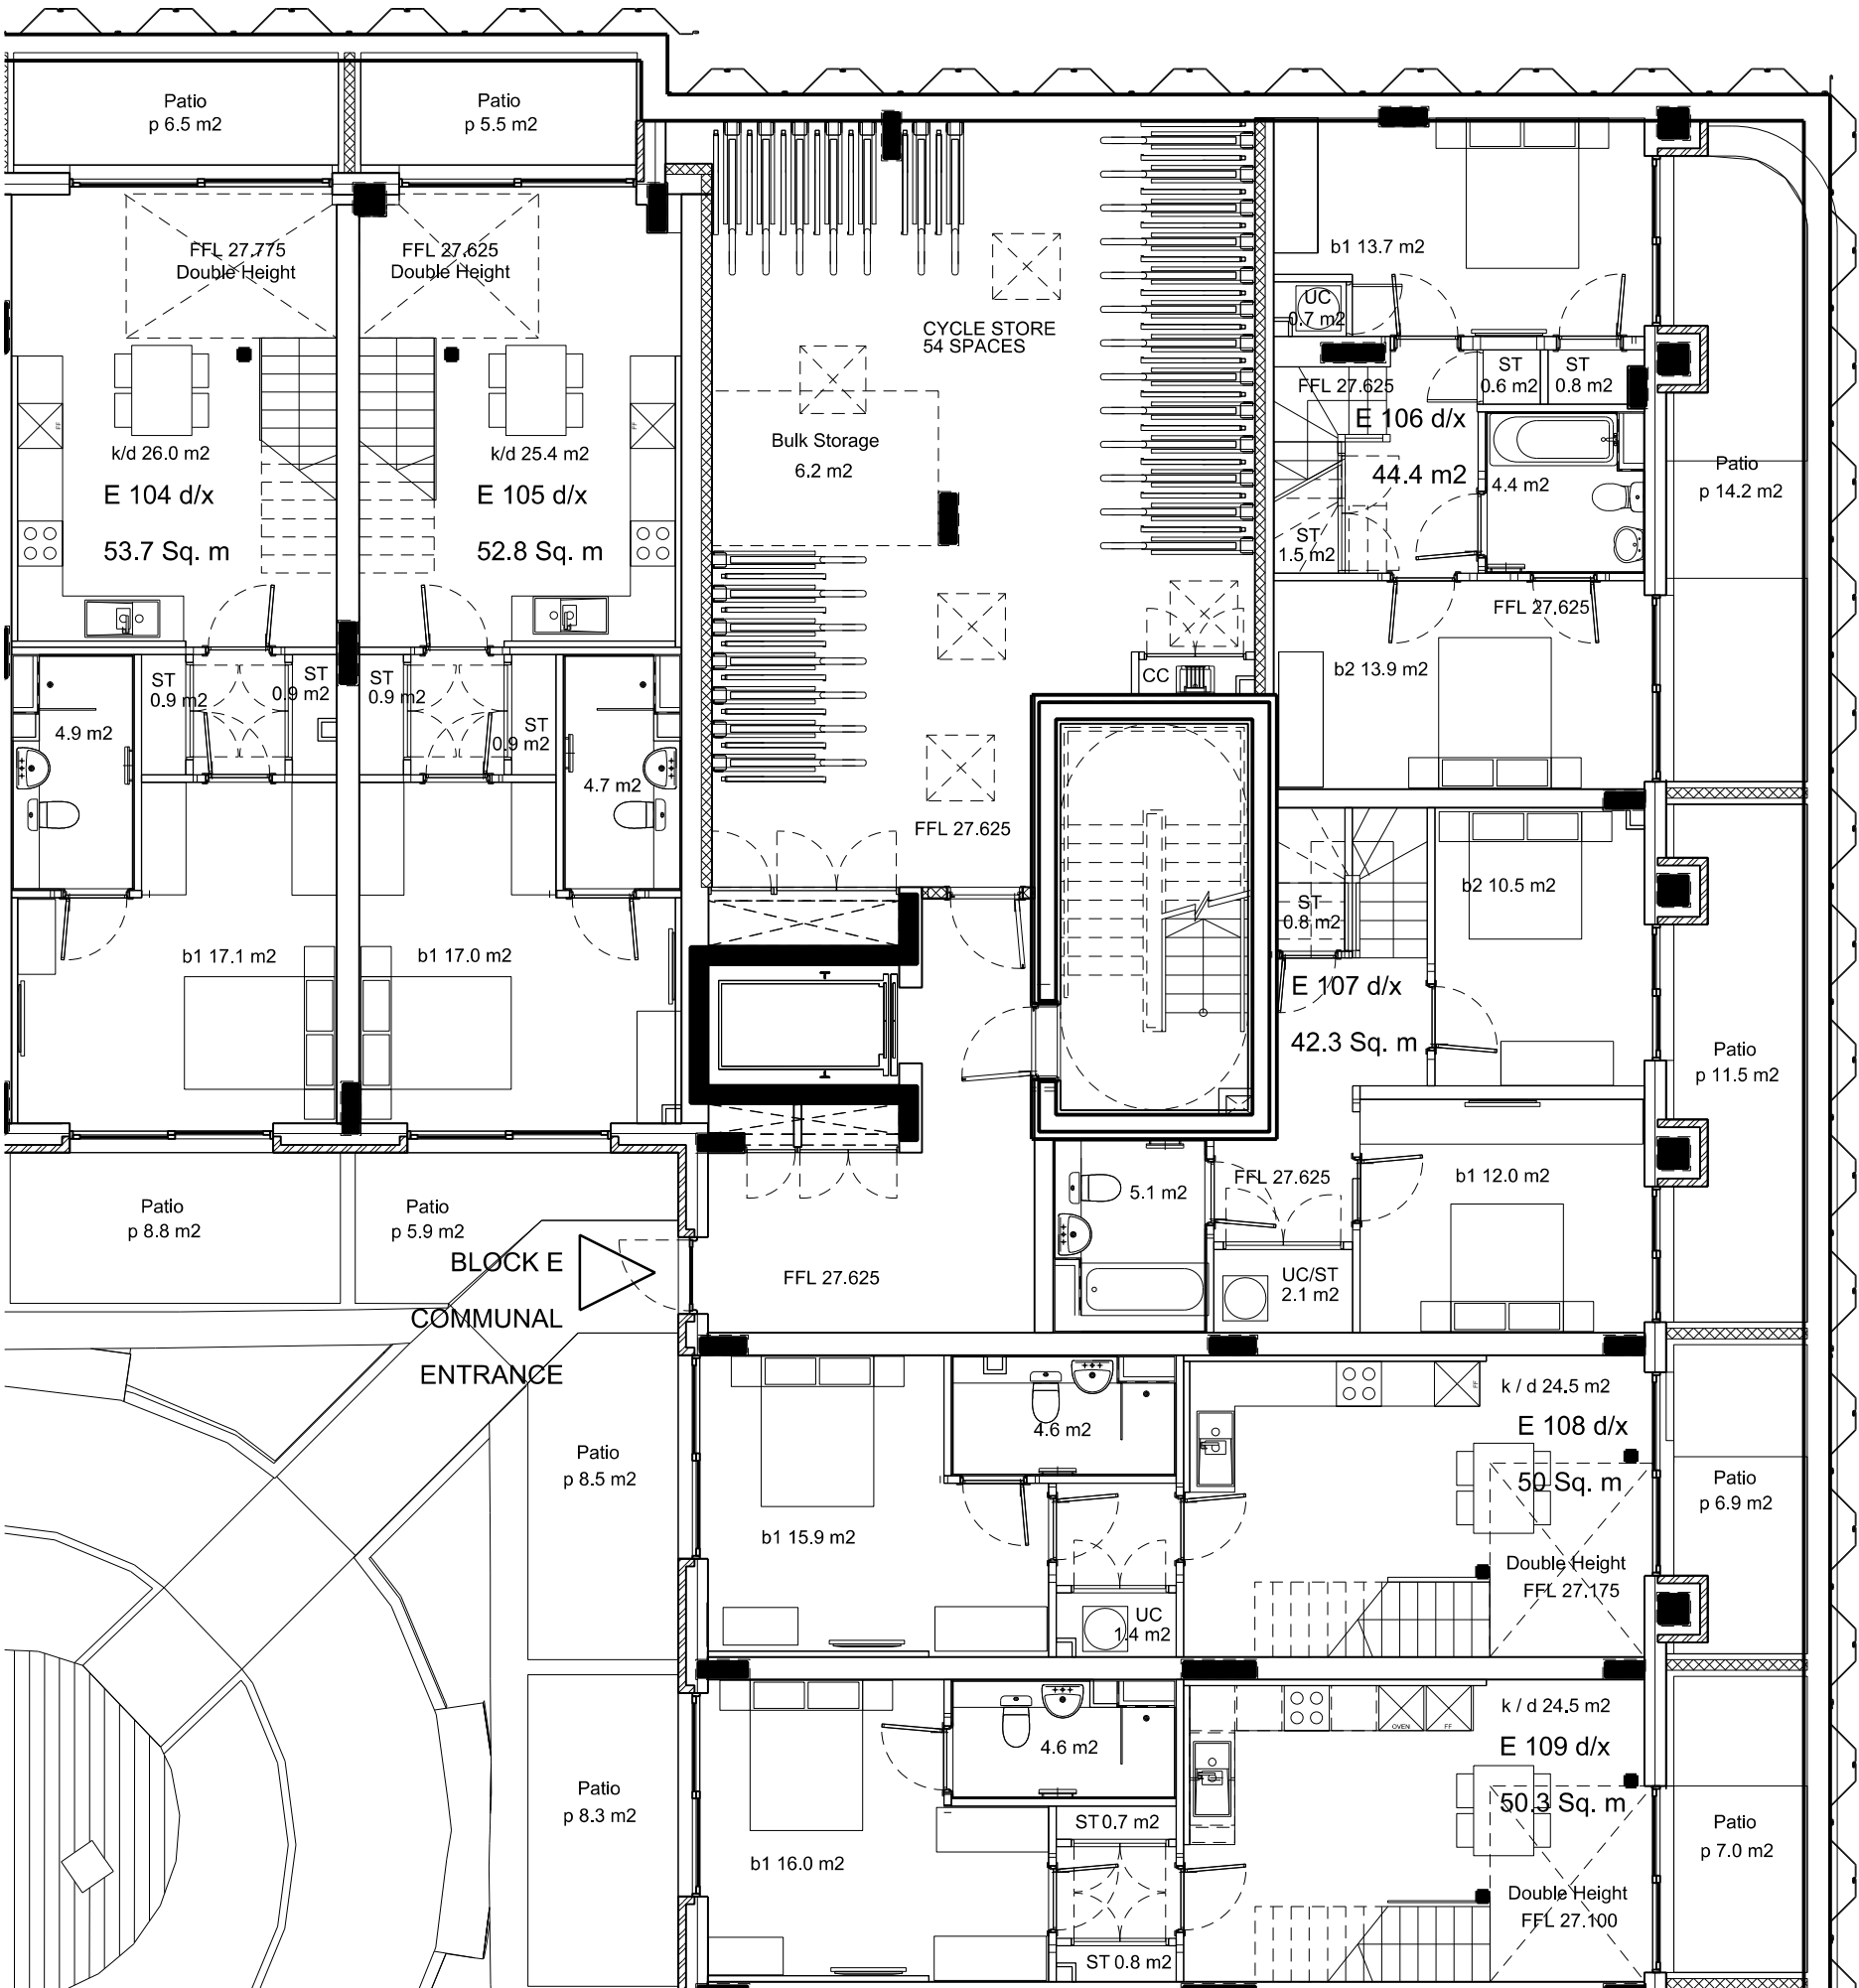 Patio
p 6.5 m2
Patio
p 5.5 m2
FFL 27.775
Double Height
FFL 27.625
Double Height
k/d 26.0 m2
E 104 d/x
53.7 Sq. m
k/d 25.4 m2
E 105 d/x
52.8 Sq. m
FF
FF
CYCLE STORE
54 SPACES
Bulk Storage
6.2 m2
b1 13.7 m2
UC
0.7 m2
FFL 27.625
ST
0.6 m2
ST
0.8 m2
E 106 d/x
44.4 m2
4.4 m2
ST
1.5 m2
Patio
p 14.2 m2
FFL 27.625
b2 13.9 m2
CC
ST
0.9 m2
ST
0.9 m2
ST
0.9 m2
ST
0.9 m2
4.9 m2
4.7 m2
FFL 27.625
b1 17.1 m2
b1 17.0 m2
b2 10.5 m2
ST
0.8 m2
E 107 d/x
42.3 Sq. m
Patio
p 11.5 m2
5.1 m2
FFL 27.625
b1 12.0 m2
UC/ST
2.1 m2
Patio
p 8.8 m2
Patio
p 5.9 m2
BLOCK E
COMMUNAL
ENTRANCE
FFL 27.625
k / d 24.5 m2
E 108 d/x
50 Sq. m
FF
4.6 m2
Patio
p 8.5 m2
b1 15.9 m2
Patio
p 6.9 m2
Double Height
FFL 27.175
UC
1.4 m2
k / d 24.5 m2
E 109 d/x
50.3 Sq. m
OVEN
FF
4.6 m2
Patio
p 8.3 m2
ST 0.7 m2
b1 16.0 m2
Patio
p 7.0 m2
Double Height
FFL 27.100
ST 0.8 m2